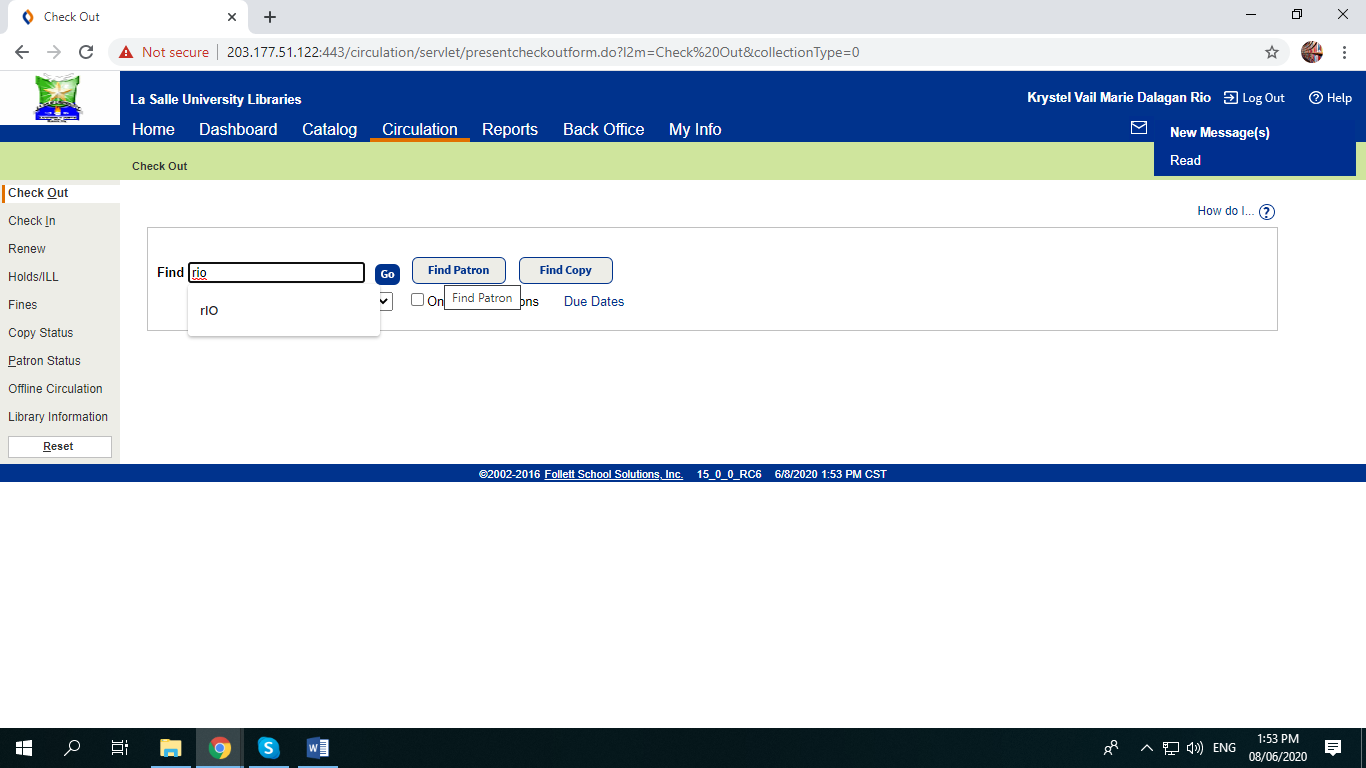 Check Out
Not secure 203.177.51.122:443/circulation/servlet/presentcheckoutform.do?l2m=Check%20Out&collectionType=0
La Salle University Libraries
Krystel Vail Marie Dalagan Rio Log Out Help
Home Dashboard Catalog Circulation Reports Back Office My Info
New Message(s)
Read
Check Out
Check Out
Check In
Renew
Holds/ILL
Fines
Copy Status
Patron Status
Offline Circulation
Library Information
Reset
How do I... ?
Find rio Go Find Patron Find Copy
rIO
On Find Patron ns Due Dates
©2002-2016 Follett School Solutions, Inc. 15_0_0_RC6 6/8/2020 1:53 PM CST
ENG
1:53 PM
08/06/2020